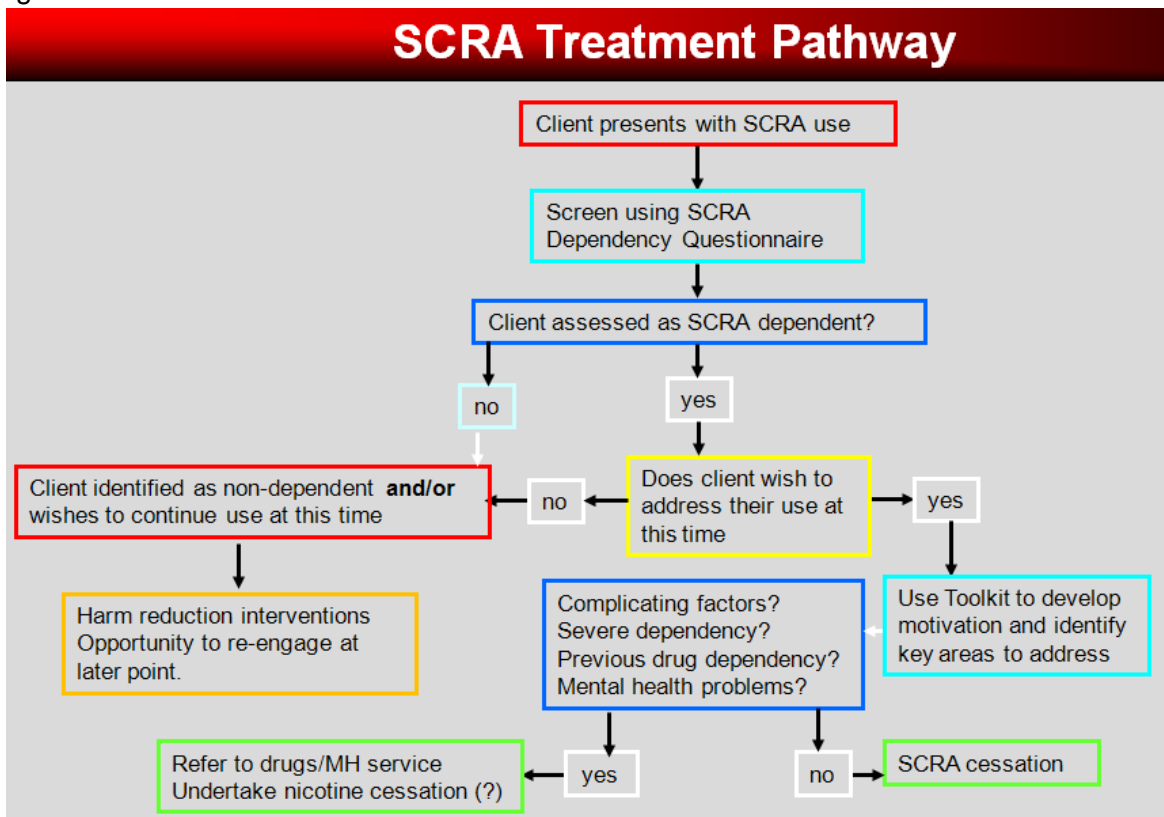 SCRA Treatment Pathway
Client presents with SCRA use
Screen using SCRA
Dependency Questionnaire
Client assessed as SCRA dependent?
no
yes
Client identified as non-dependent and/or
wishes to continue use at this time
no
Does client wish to
address their use at
this time
yes
Harm reduction interventions
Opportunity to re-engage at
later point.
Complicating factors?
Severe dependency?
Previous drug dependency?
Mental health problems?
Use Toolkit to develop
motivation and identify
key areas to address
Refer to drugs/MH service
Undertake nicotine cessation (?)
yes
no
SCRA cessation